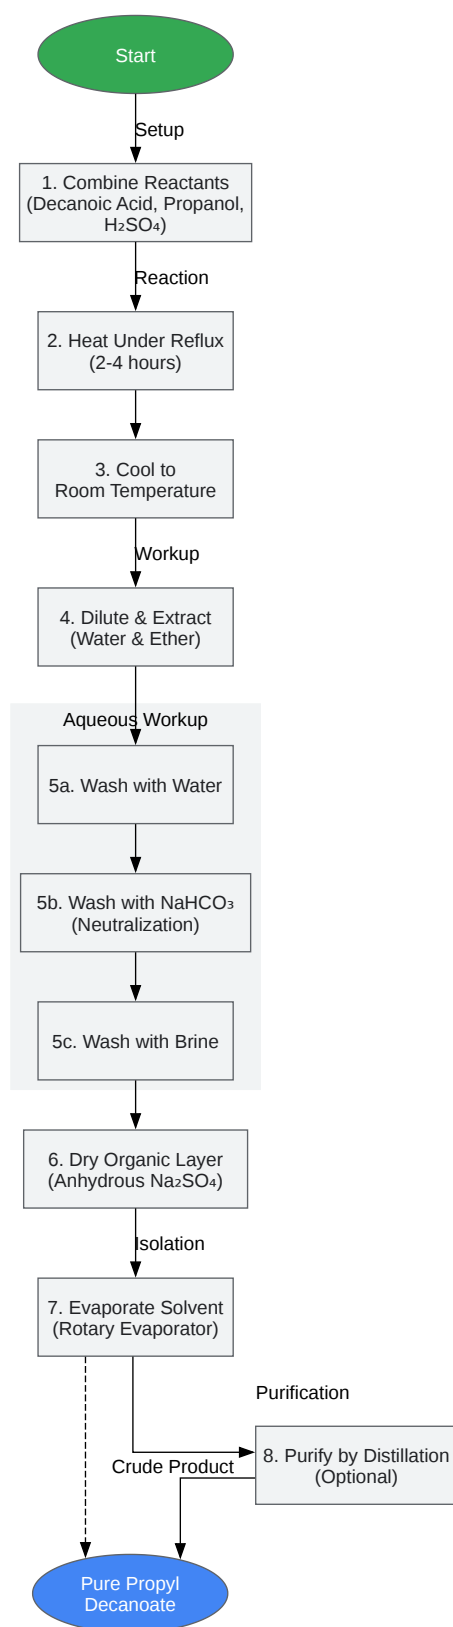 Start
Setup
1. Combine Reactants
(Decanoic Acid, Propanol,
H₂SO₄)
Reaction
2. Heat Under Reflux
(2-4 hours)
3. Cool to
Room Temperature
Workup
4. Dilute & Extract
(Water & Ether)
Aqueous Workup
5a. Wash with Water
5b. Wash with NaHCO₃
(Neutralization)
5c. Wash with Brine
6. Dry Organic Layer
(Anhydrous Na₂SO₄)
Isolation
7. Evaporate Solvent
(Rotary Evaporator)
Purification
8. Purify by Distillation
(Optional)
Crude Product
Pure Propyl
Decanoate